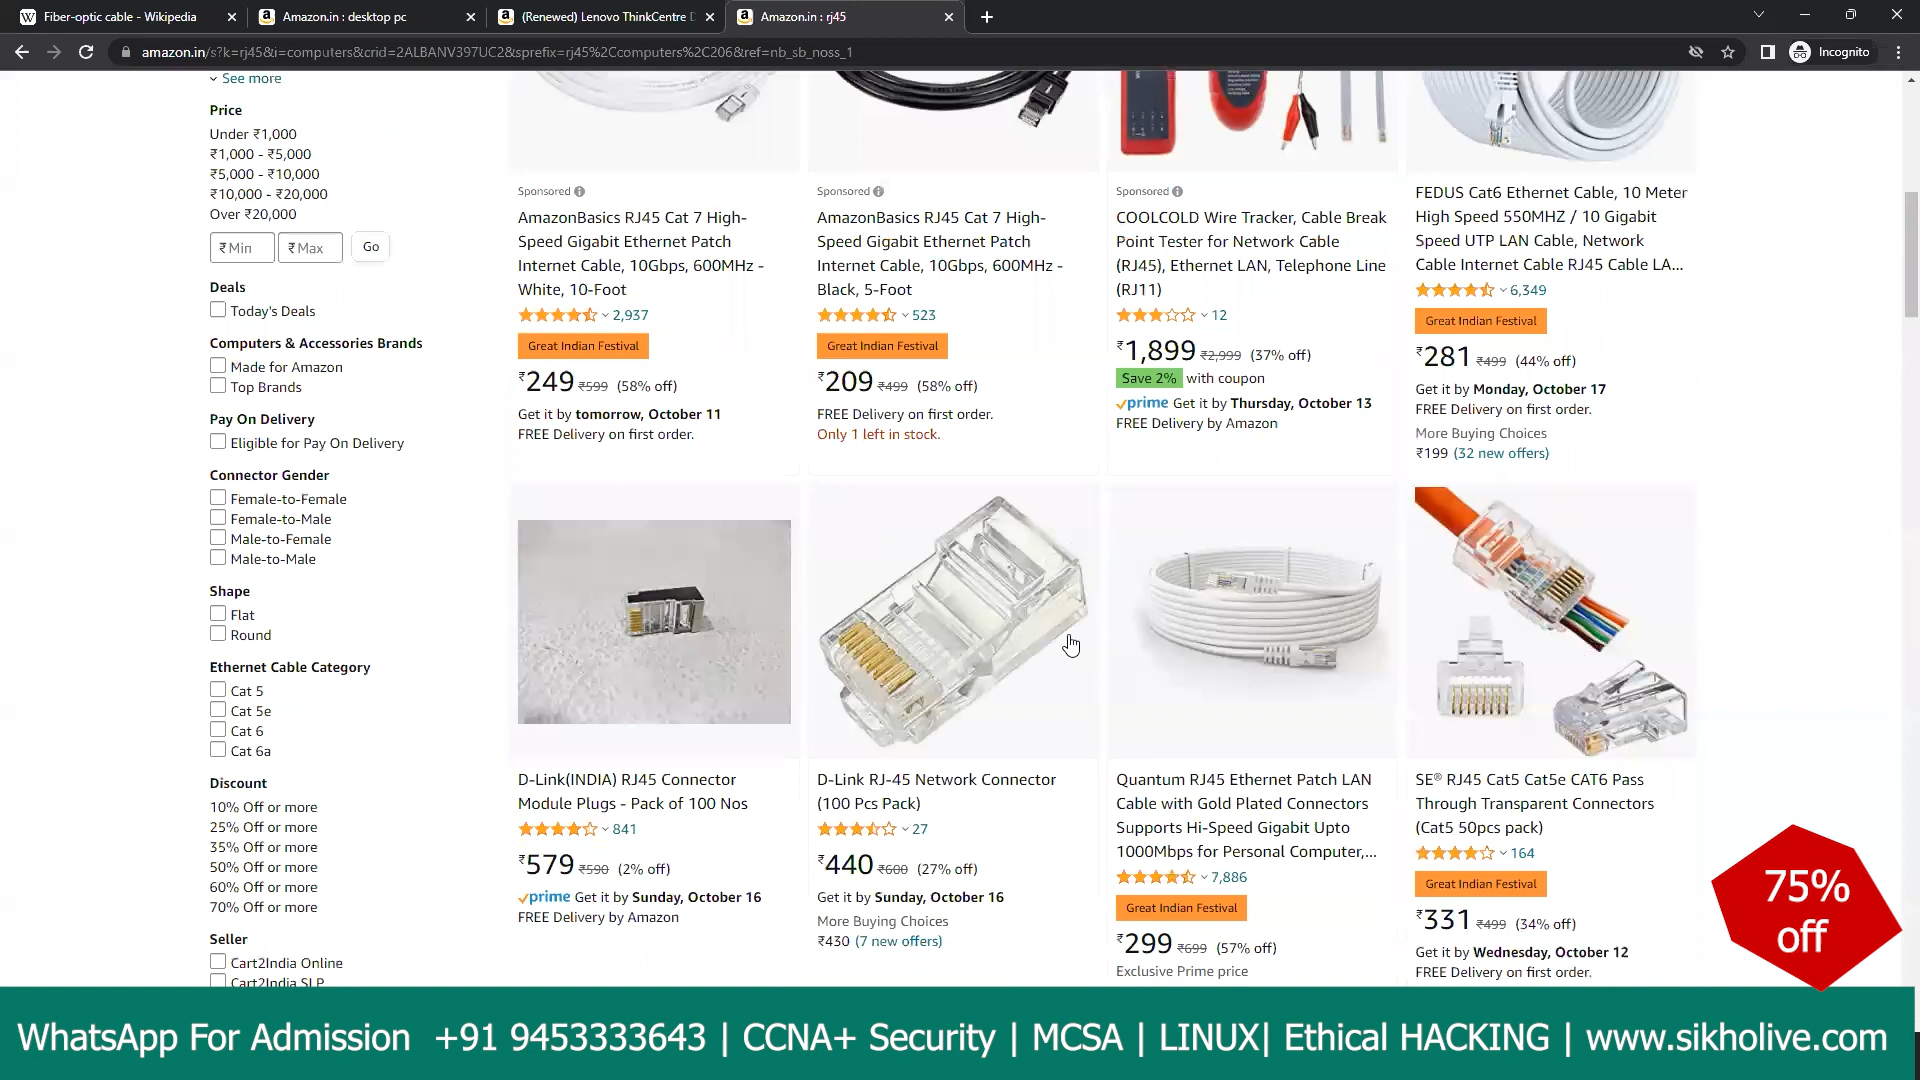 Fiber-optic cable - Wikipedia
Amazon.in : desktop pc
(Renewed) Lenovo ThinkCentre D
Amazon.in : rj45
amazon.in/s?k=rj45&i=computers&crid=2ALBANV397UC2&sprefix=rj45%2Ccomputers%2C206&ref=nb_sb_noss_1
Incognito
See more
Price
Under ₹1,000
₹1,000 - ₹5,000
₹5,000 - ₹10,000
₹10,000 - ₹20,000
Over ₹20,000
₹ Min
₹ Max
Go
Deals
Today's Deals
Computers & Accessories Brands
Made for Amazon
Top Brands
Pay On Delivery
Eligible for Pay On Delivery
Connector Gender
Female-to-Female
Female-to-Male
Male-to-Female
Male-to-Male
Shape
Flat
Round
Ethernet Cable Category
Cat 5
Cat 5e
Cat 6
Cat 6a
Discount
10% Off or more
25% Off or more
35% Off or more
50% Off or more
60% Off or more
70% Off or more
Seller
Cart2India Online
Cart2India SLP
Sponsored
AmazonBasics RJ45 Cat 7 High-
Speed Gigabit Ethernet Patch
Internet Cable, 10Gbps, 600MHz -
White, 10-Foot
2,937
Great Indian Festival
₹249 ₹599 (58% off)
Get it by tomorrow, October 11
FREE Delivery on first order.
Sponsored
AmazonBasics RJ45 Cat 7 High-
Speed Gigabit Ethernet Patch
Internet Cable, 10Gbps, 600MHz -
Black, 5-Foot
523
Great Indian Festival
₹209 ₹499 (58% off)
FREE Delivery on first order.
Only 1 left in stock.
Sponsored
COOLCOLD Wire Tracker, Cable Break
Point Tester for Network Cable
(RJ45), Ethernet LAN, Telephone Line
(RJ11)
12
₹1,899 ₹2,999 (37% off)
Save 2% with coupon
prime Get it by Thursday, October 13
FREE Delivery by Amazon
FEDUS Cat6 Ethernet Cable, 10 Meter
High Speed 550MHZ / 10 Gigabit
Speed UTP LAN Cable, Network
Cable Internet Cable RJ45 Cable LA...
6,349
Great Indian Festival
₹281 ₹499 (44% off)
Get it by Monday, October 17
FREE Delivery on first order.
More Buying Choices
₹199 (32 new offers)
D-Link(INDIA) RJ45 Connector
Module Plugs - Pack of 100 Nos
841
₹579 ₹590 (2% off)
prime Get it by Sunday, October 16
FREE Delivery by Amazon
D-Link RJ-45 Network Connector
(100 Pcs Pack)
27
₹440 ₹600 (27% off)
Get it by Sunday, October 16
More Buying Choices
₹430 (7 new offers)
Quantum RJ45 Ethernet Patch LAN
Cable with Gold Plated Connectors
Supports Hi-Speed Gigabit Upto
1000Mbps for Personal Computer,...
7,886
Great Indian Festival
₹299 ₹699 (57% off)
Exclusive Prime price
SE® RJ45 Cat5 Cat5e CAT6 Pass
Through Transparent Connectors
(Cat5 50pcs pack)
164
Great Indian Festival
₹331 ₹499 (34% off)
Get it by Wednesday, October 12
FREE Delivery on first order.
75%
off
WhatsApp For Admission +91 9453333643 | CCNA+ Security | MCSA | LINUX| Ethical HACKING | www.sikholive.com